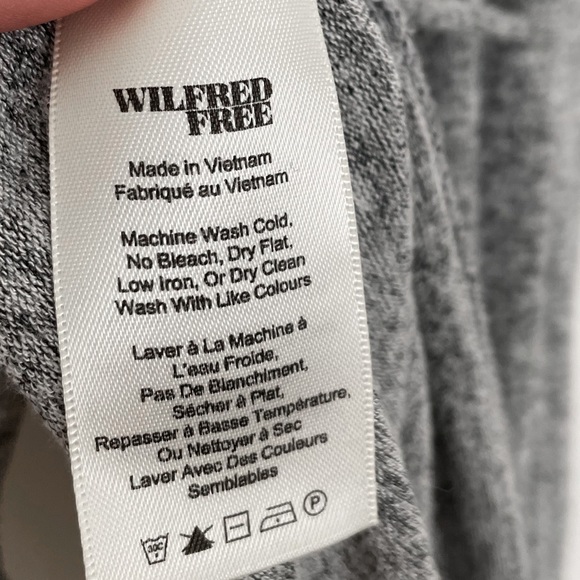 WILFRED
FREE
Made in Vietnam
Fabriqué au Vietnam
Machine Wash Cold,
No Bleach, Dry Flat,
Low Iron, Or Dry Clean
Wash With Like Colours
Laver à La Machine à
L'eau Froide,
Pas De Blanchiment,
Sécher à Plat,
Repasser à Basse Température,
Ou Nettoyer à Sec
Laver Avec Des Couleurs
Semblables
30C P